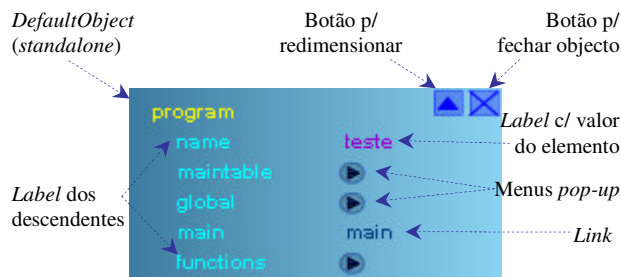 DefaultObject
(standalone)
Botão p/
redimensionar
Botão p/
fechar objecto
program
name teste
maintable
global
main main
functions
Label c/ valor
do elemento
Label dos
descendentes
Menus pop-up
Link